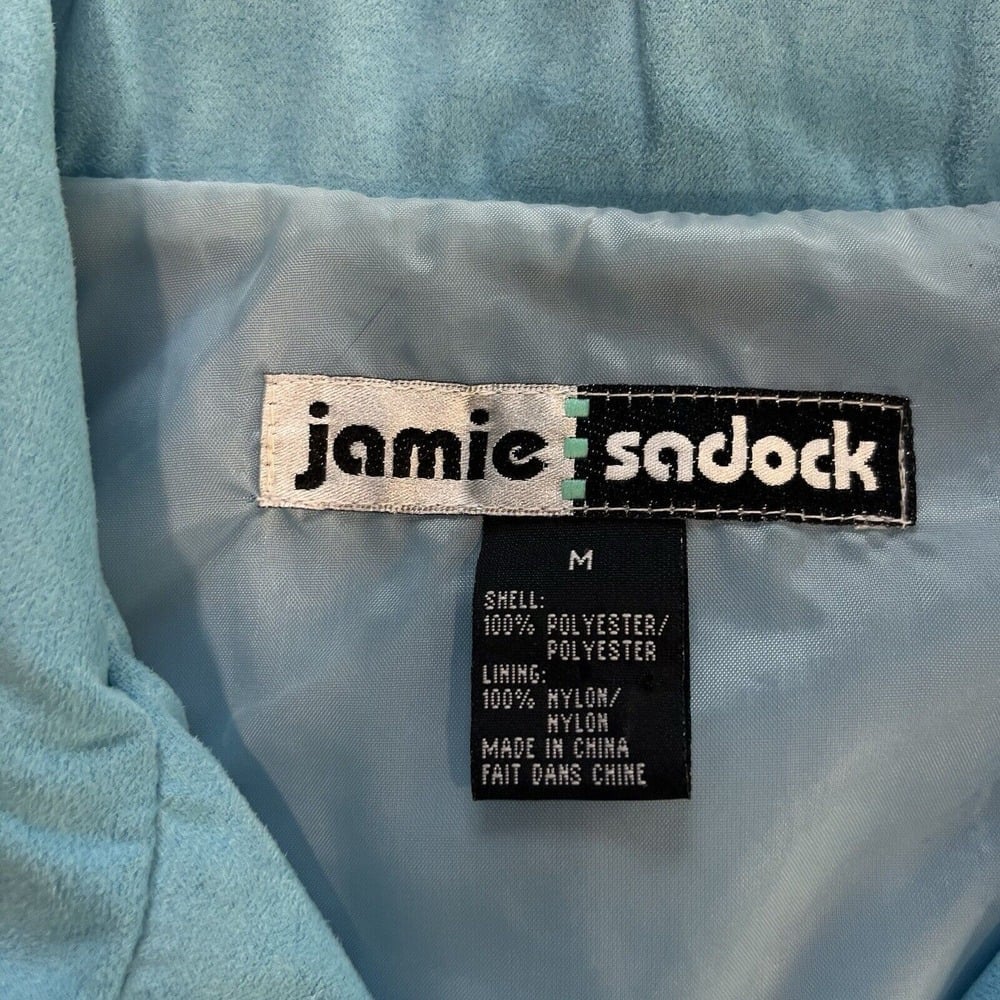 jamie sadock
M
SHELL:
100% POLYESTER/
POLYESTER
LINING:
100% NYLON/
NYLON
MADE IN CHINA
FAIT DANS CHINE